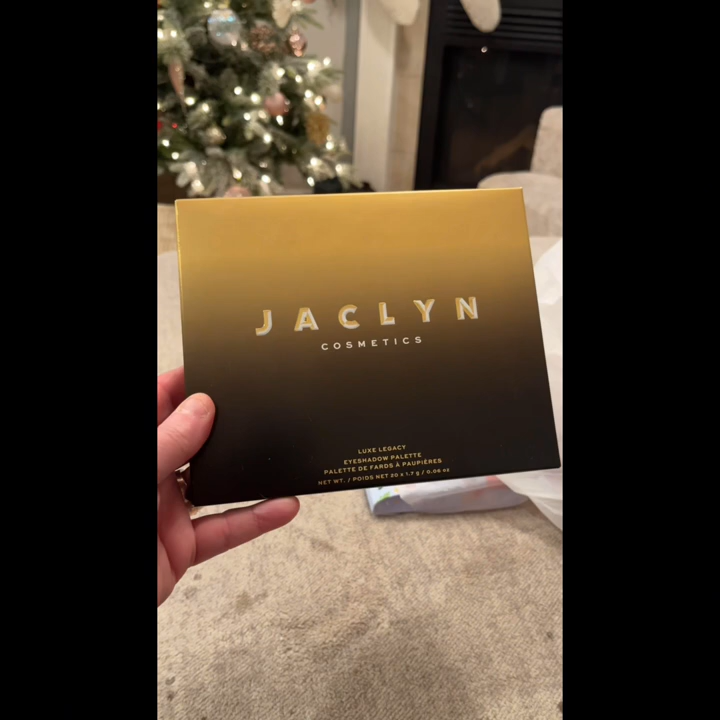 JACLYN
COSMETICS
LUXE LEGACY
EYESHADOW PALETTE
PALETTE DE FARDS À PAUPIÈRES
NET WT. / POIDS NET 20 x 1.7 g / 0.06 oz